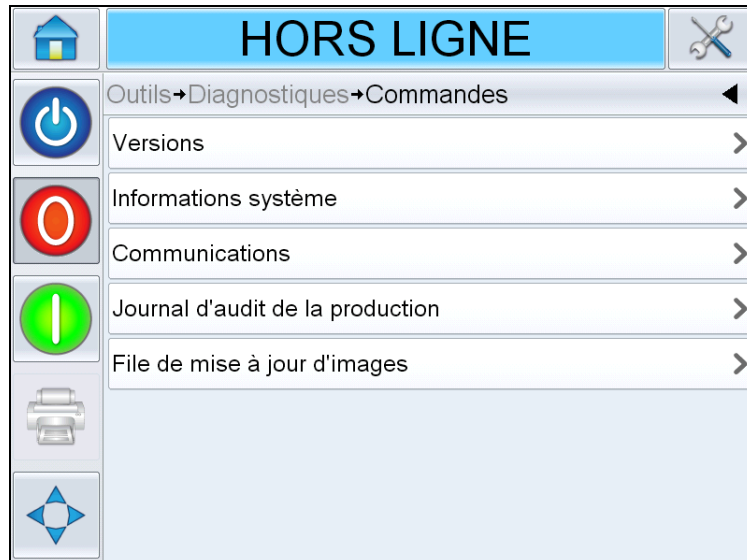 HORS LIGNE
Outils→Diagnostiques→Commandes
Versions
Informations système
Communications
Journal d'audit de la production
File de mise à jour d'images